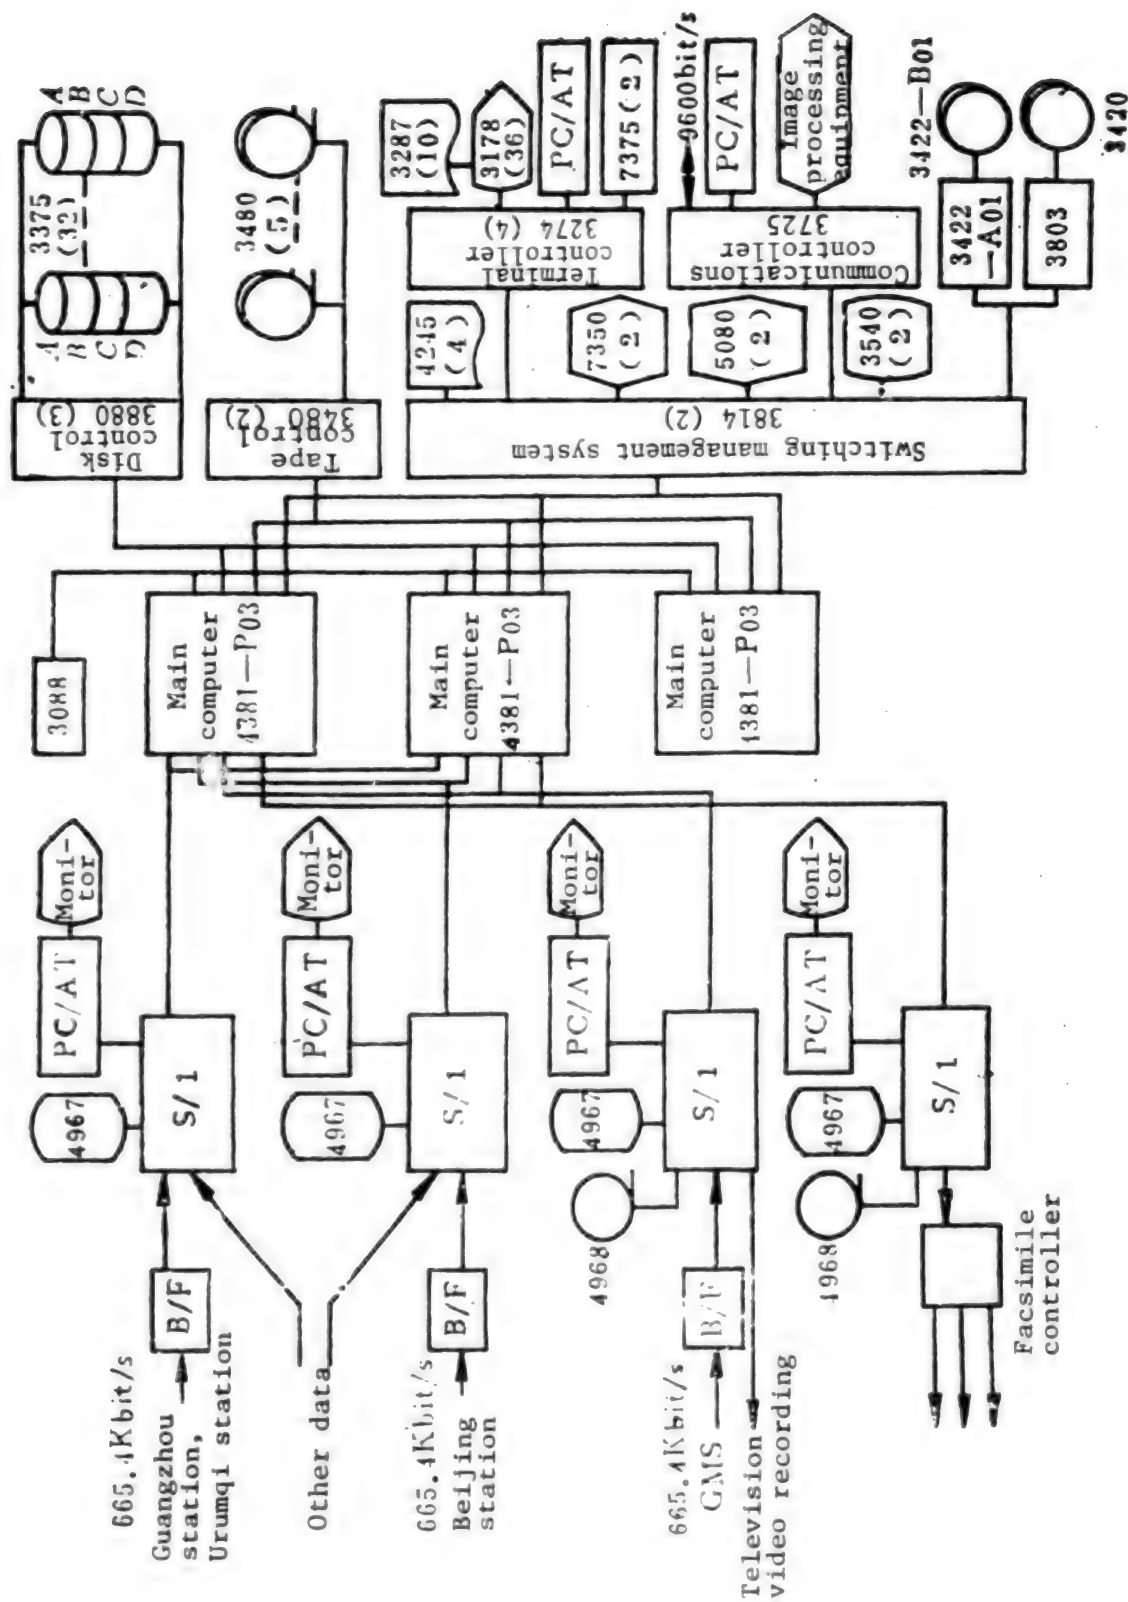 665.4Kbit/s
Guangzhou
station,
Urumqi station
B/F
4967
S/1
PC/AT
Moni-
tor
Other data
665.4Kbit/s
Beijing
station
B/F
4967
S/1
PC/AT
Moni-
tor
665.4Kbit/s
GMS
Television
video recording
B/F
4968
4967
S/1
PC/AT
Moni-
tor
4968
4967
S/1
PC/AT
Moni-
tor
Facsimile
controller
3088
Main
computer
4381—P03
Main
computer
4381—P03
Main
computer
4381—P03
Disk
control
3880 (3)
A
B
C
D
3375
(32)
A
B
C
D
Tape
control
3480 (2)
3480
(5)
Switching management system
3814 (2)
4245
(4)
7350
(2)
5080
(2)
3540
(2)
Terminal
controller
3274 (4)
3287
(10)
3178
(36)
PC/AT
7375(2)
Communications
controller
3725
9600bit/s
PC/AT
Image
processing
equipment
3422
—A01
3422—B01
3803
3420